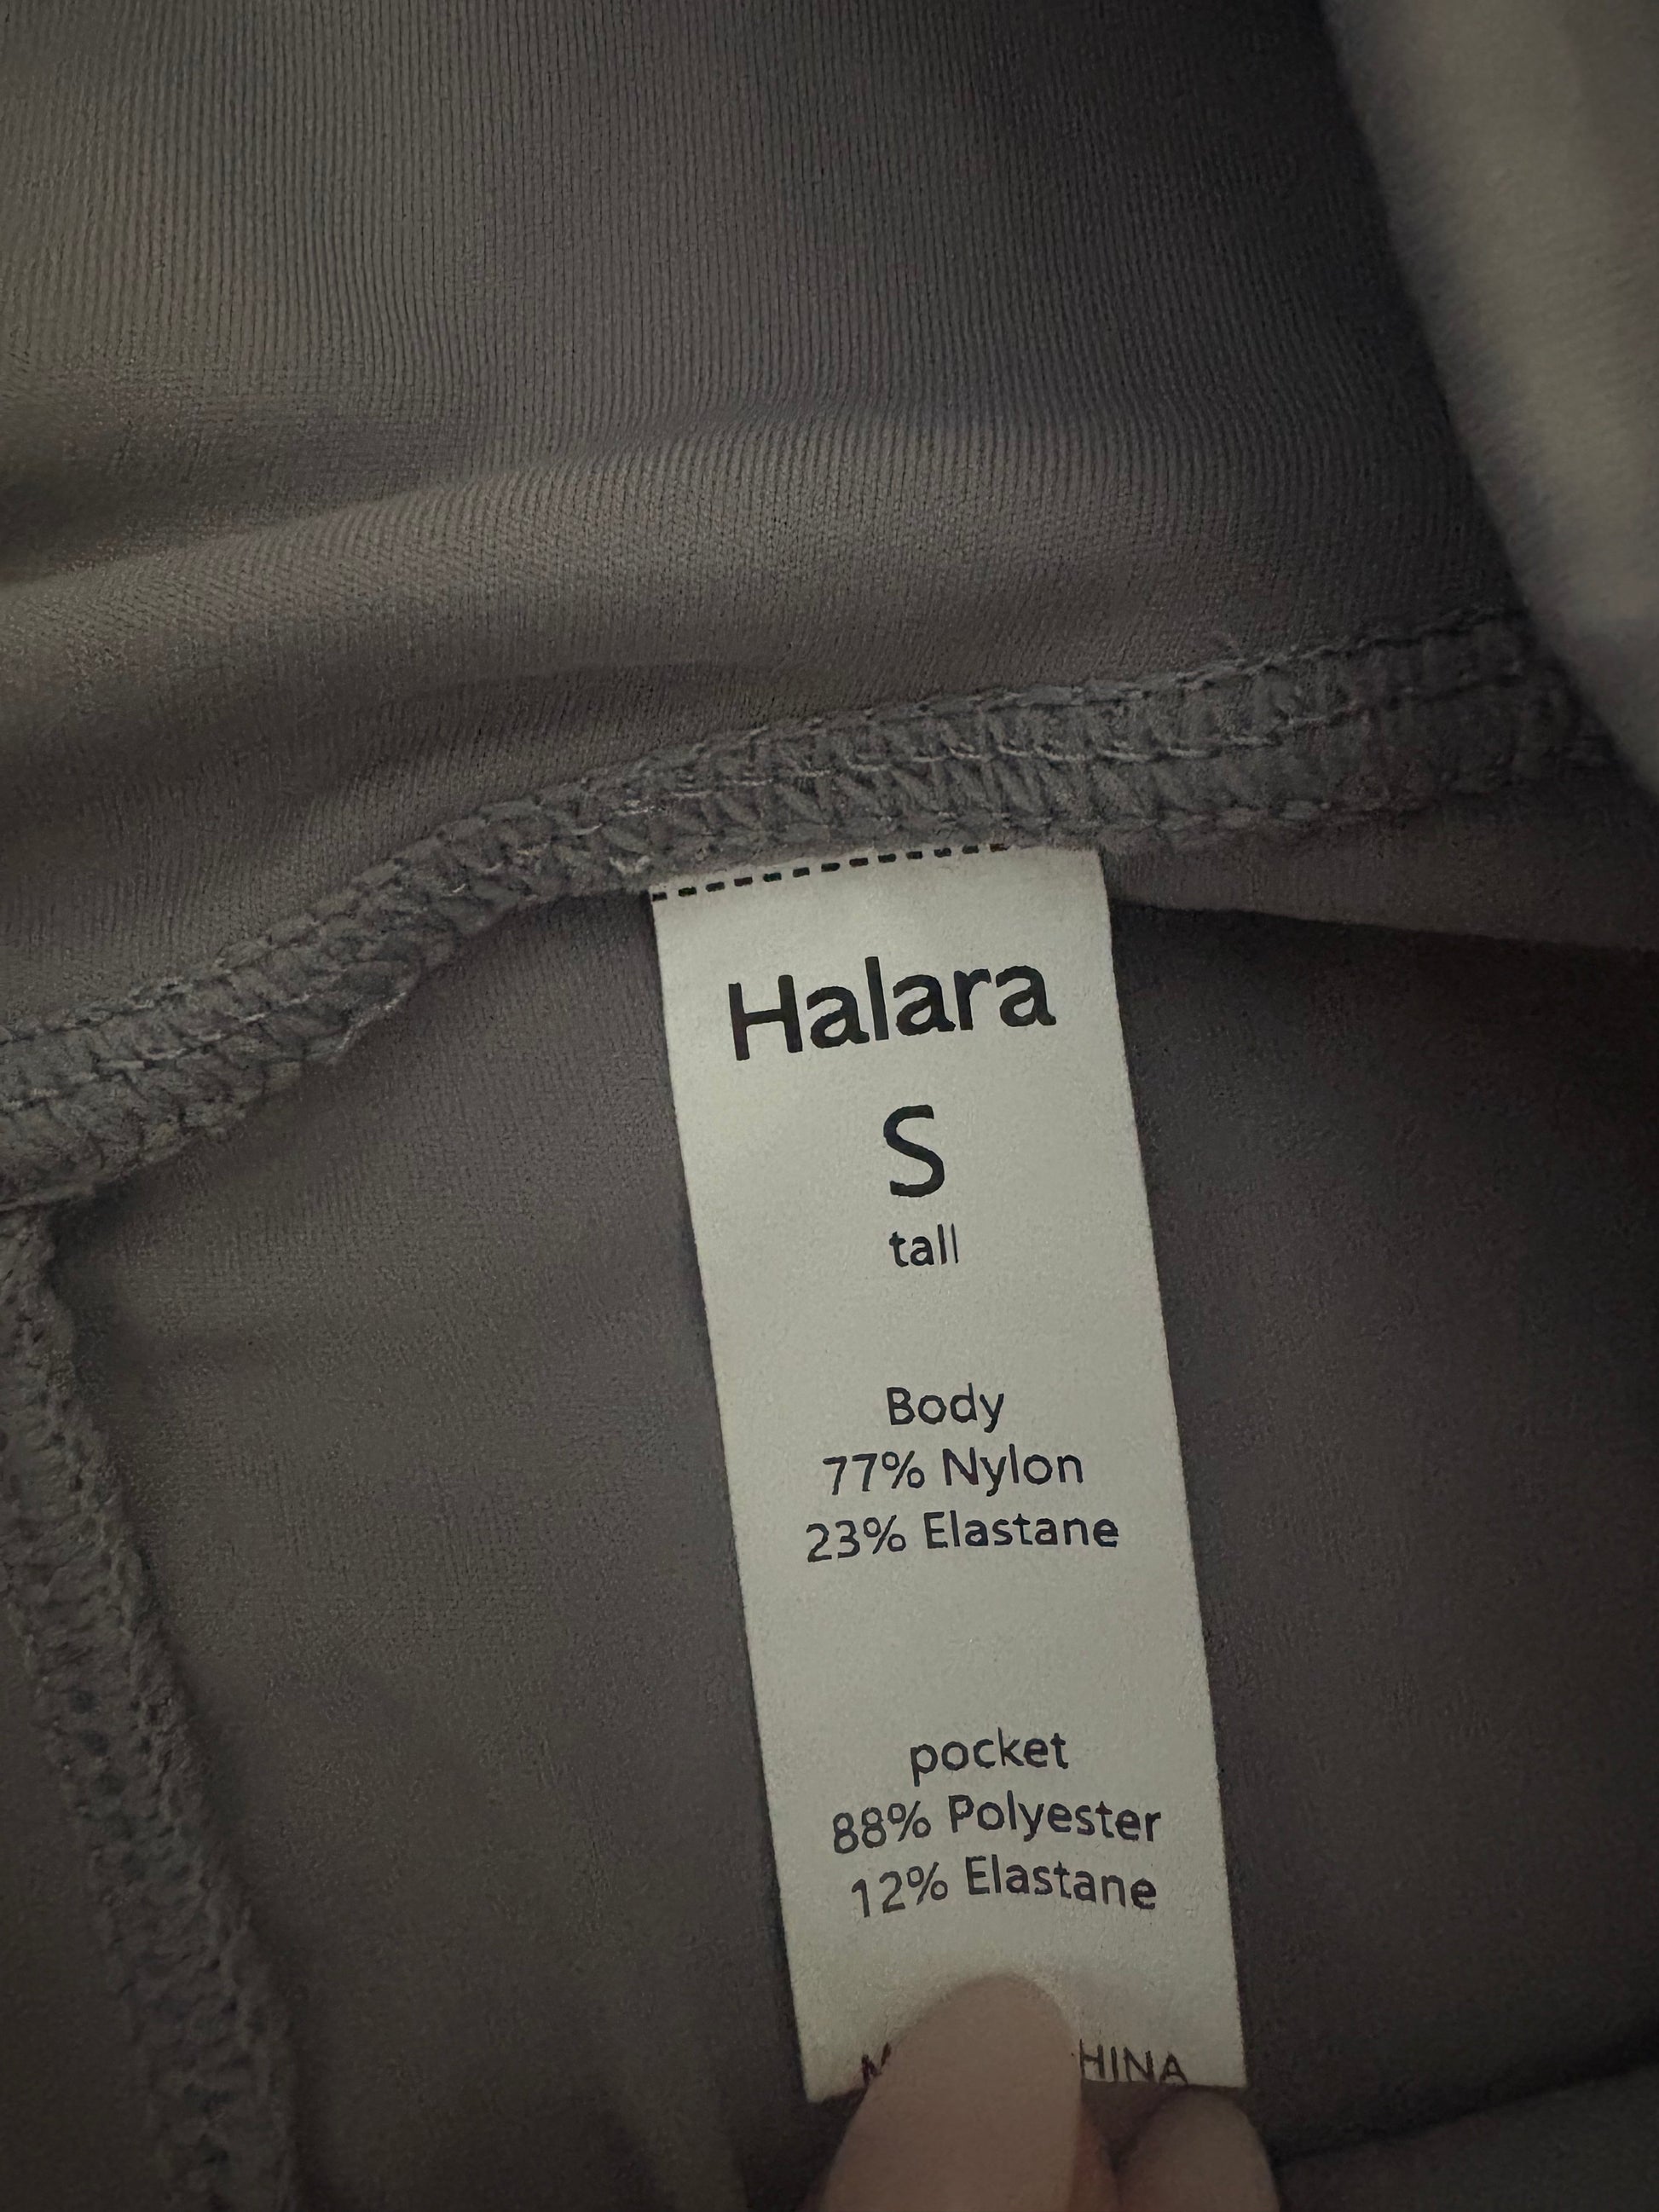 Halara
S
tall
Body
77% Nylon
23% Elastane
pocket
88% Polyester
12% Elastane